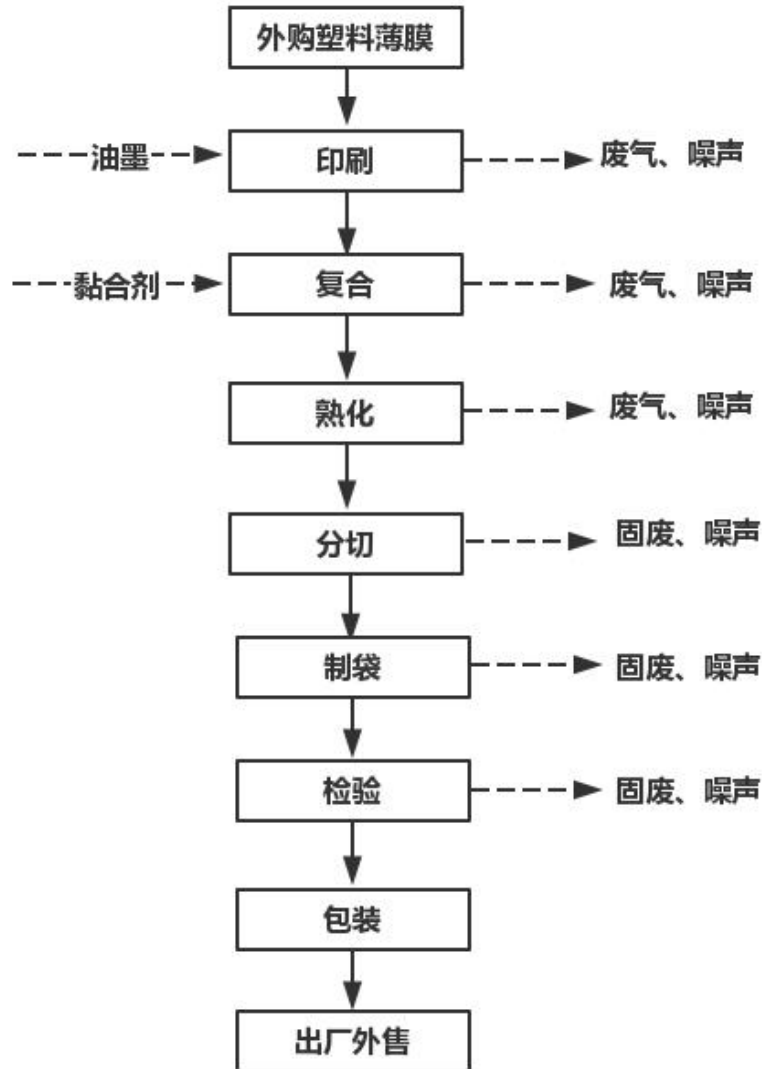 外购塑料薄膜
油墨 印刷 废气、噪声
黏合剂 复合 废气、噪声
熟化 废气、噪声
分切 固废、噪声
制袋 固废、噪声
检验 固废、噪声
包装
出厂外售